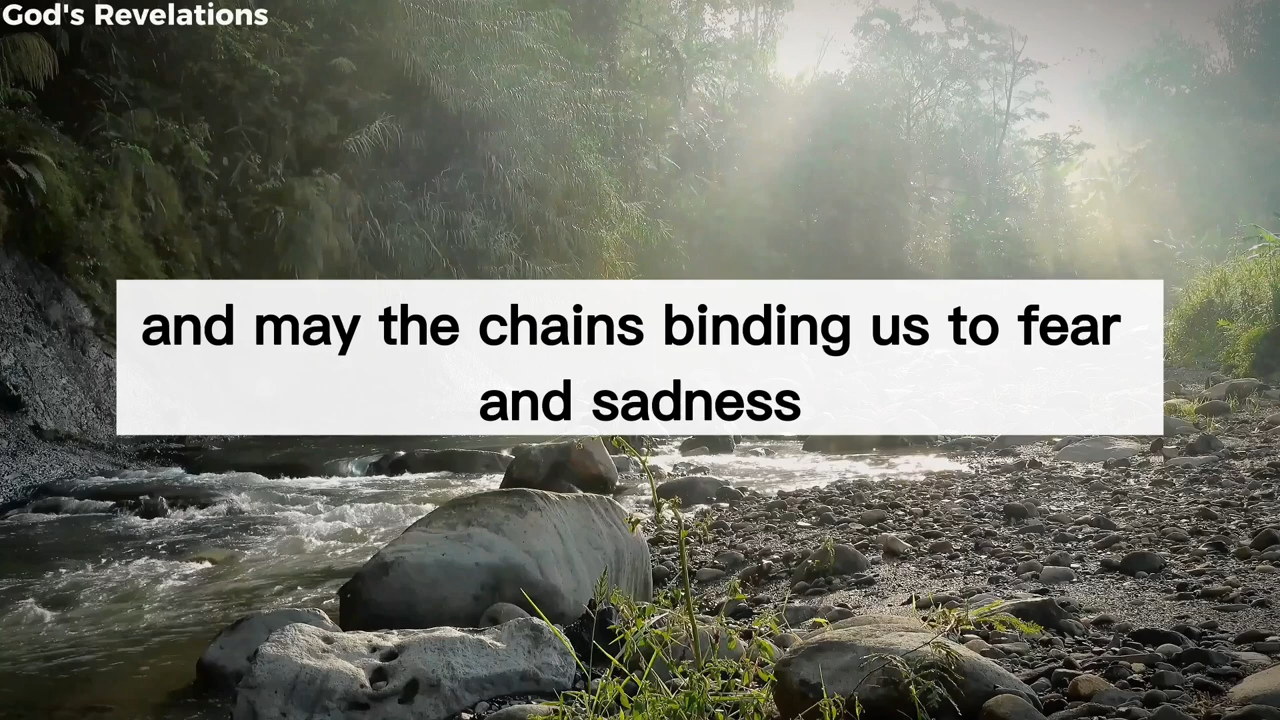 God's Revelations
and may the chains binding us to fear
and sadness